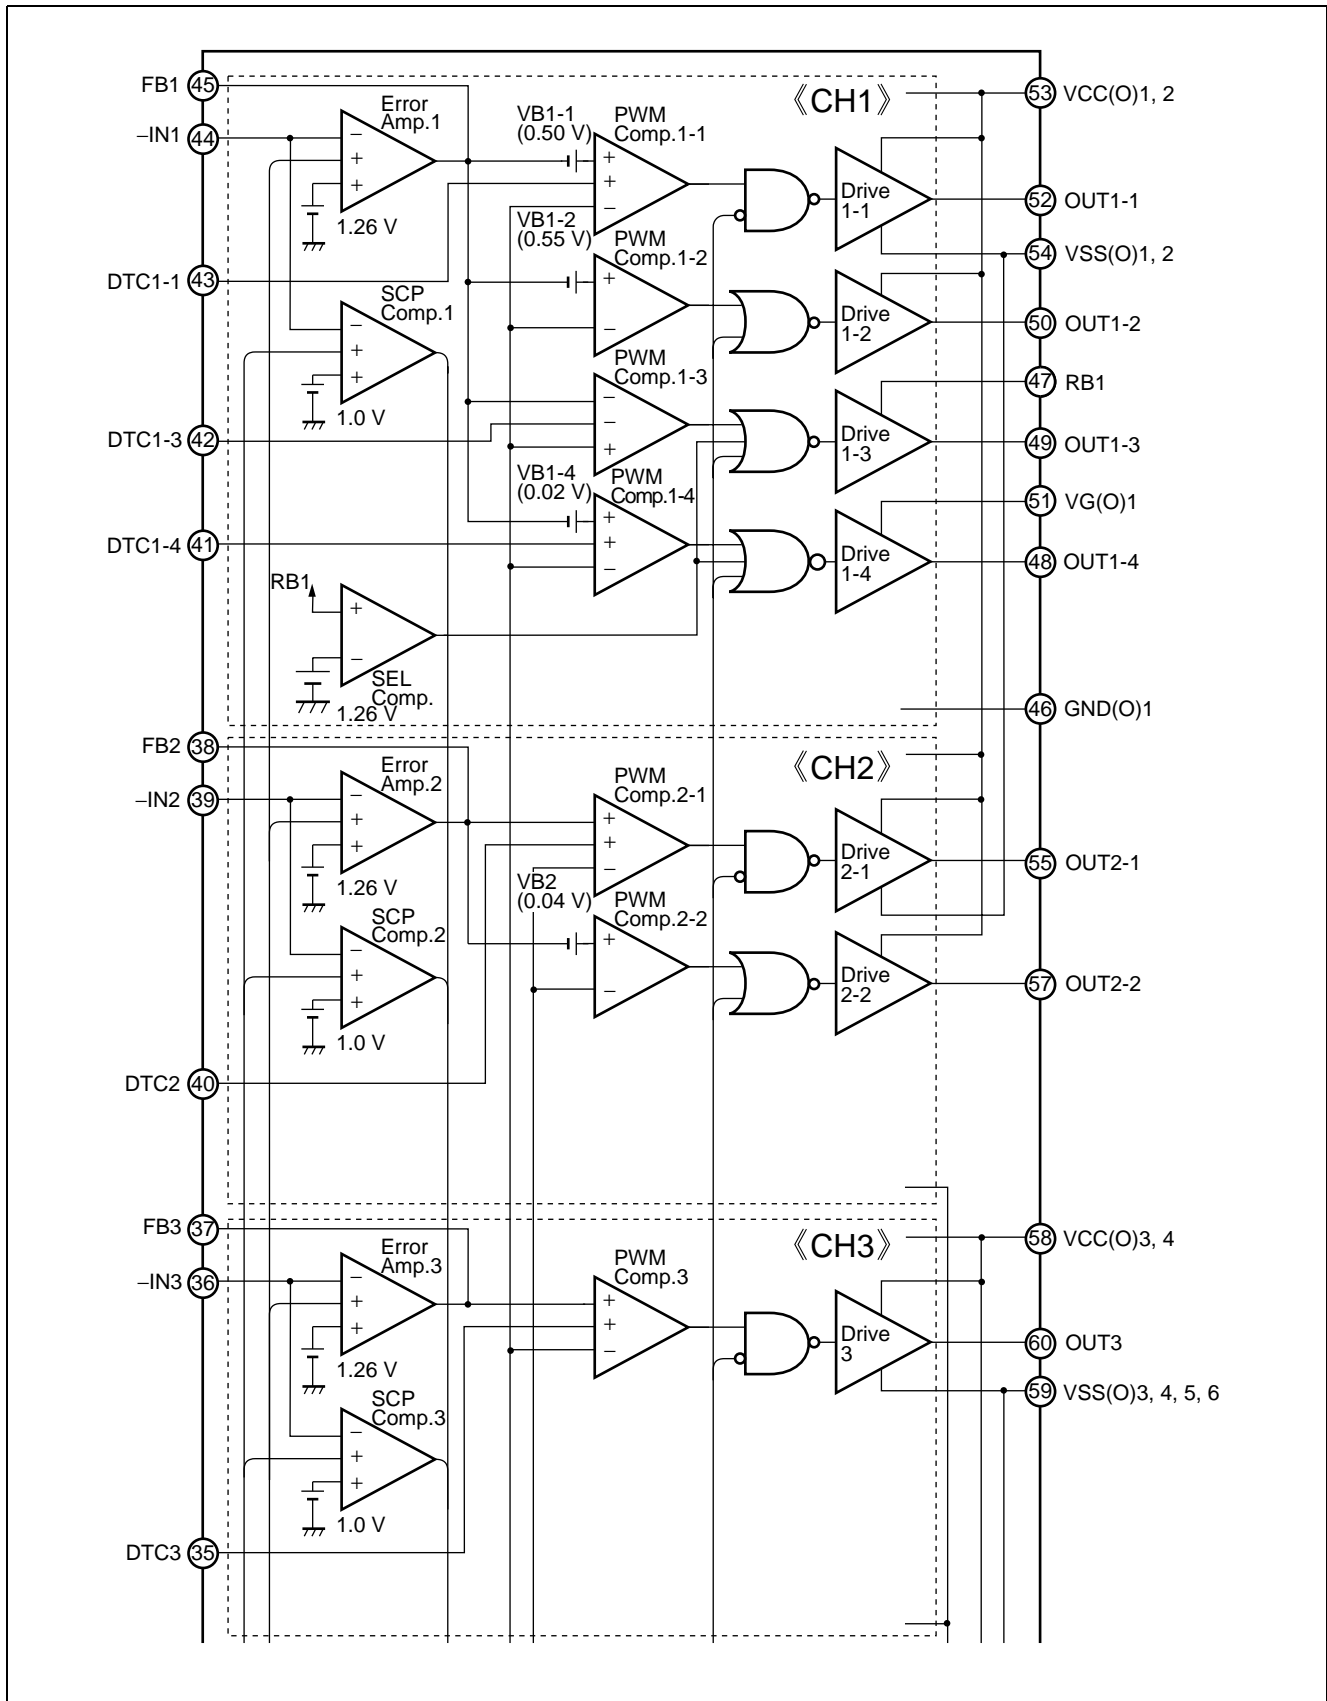 FB1 45
–IN1 44
Error
Amp.1
–
+
+
1.26 V
VB1-1
(0.50 V)
PWM
Comp.1-1
+
+
–
《CH1》
Drive
1-1
53 VCC(O)1, 2
52 OUT1-1
54 VSS(O)1, 2
DTC1-1 43
SCP
Comp.1
–
+
+
1.0 V
VB1-2
(0.55 V)
PWM
Comp.1-2
+
–
Drive
1-2
50 OUT1-2
47 RB1
DTC1-3 42
PWM
Comp.1-3
–
–
+
Drive
1-3
49 OUT1-3
51 VG(O)1
DTC1-4 41
VB1-4
(0.02 V)
PWM
Comp.1-4
+
+
–
Drive
1-4
48 OUT1-4
RB1
+
–
SEL
Comp.
1.26 V
46 GND(O)1
FB2 38
–IN2 39
Error
Amp.2
–
+
+
1.26 V
PWM
Comp.2-1
+
+
–
《CH2》
Drive
2-1
55 OUT2-1
SCP
Comp.2
–
+
+
1.0 V
VB2
(0.04 V)
PWM
Comp.2-2
+
–
Drive
2-2
57 OUT2-2
DTC2 40
FB3 37
–IN3 36
Error
Amp.3
–
+
+
1.26 V
PWM
Comp.3
+
+
–
《CH3》
Drive
3
58 VCC(O)3, 4
60 OUT3
59 VSS(O)3, 4, 5, 6
SCP
Comp.3
–
+
+
1.0 V
DTC3 35